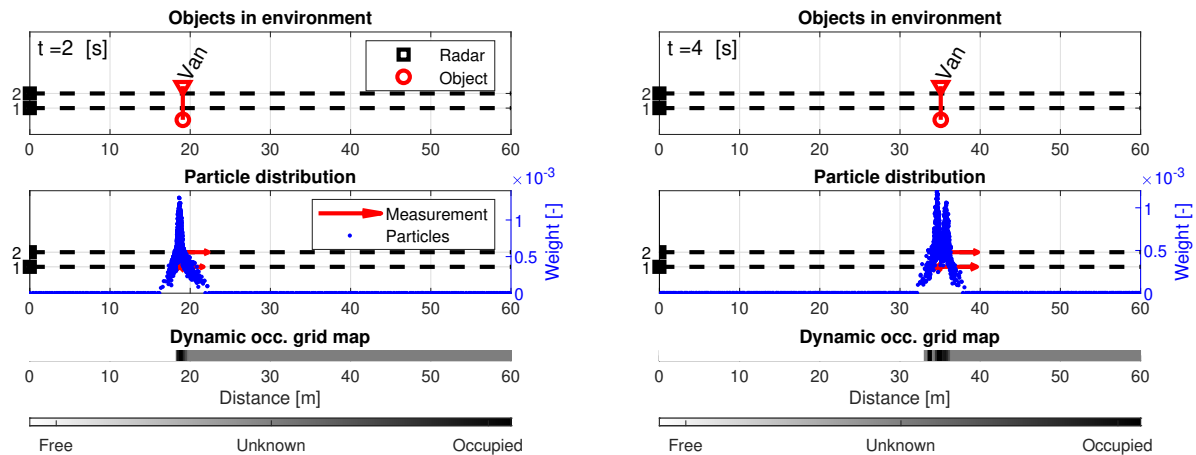 Objects in environment
t =2 [s]
Van
Radar
Object
2
1
0 10 20 30 40 50 60
Particle distribution
× 10⁻³
Measurement
Particles
2
1
1
0.5
0
Weight [-]
0 10 20 30 40 50 60
Dynamic occ. grid map
0 10 20 30 40 50 60
Distance [m]
Free Unknown Occupied
Objects in environment
t =4 [s]
Van
2
1
0 10 20 30 40 50 60
Particle distribution
× 10⁻³
2
1
1
0.5
0
Weight [-]
0 10 20 30 40 50 60
Dynamic occ. grid map
0 10 20 30 40 50 60
Distance [m]
Free Unknown Occupied